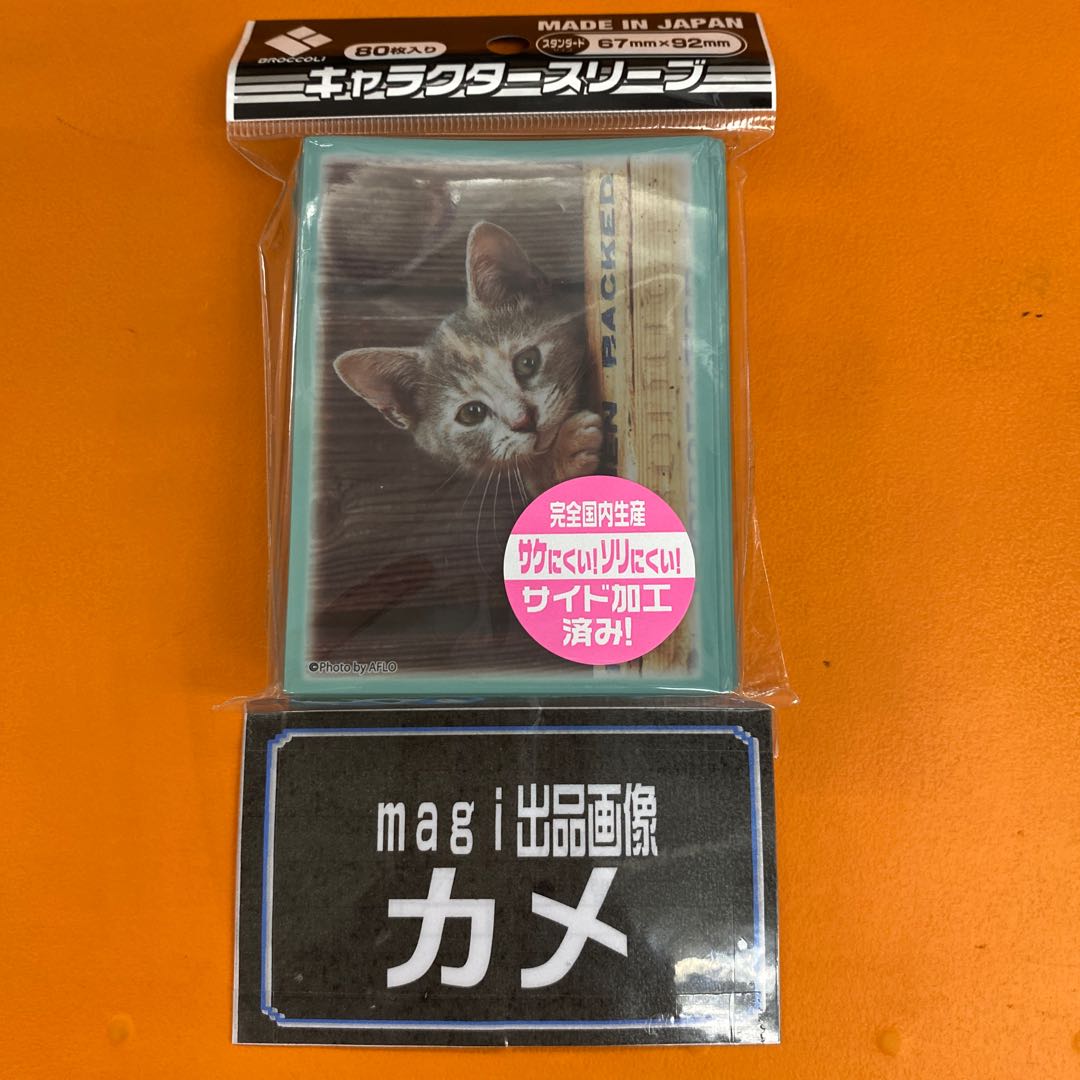 MADE IN JAPAN
BROCCOLI
80枚入り
スタンダード 67mm×92mm
キャラクタースリーブ
PACKED
完全国内生産
サケにくい!ソリにくい!
サイド加工
済み!
©Photo by AFLO
magi出品画像
カメ